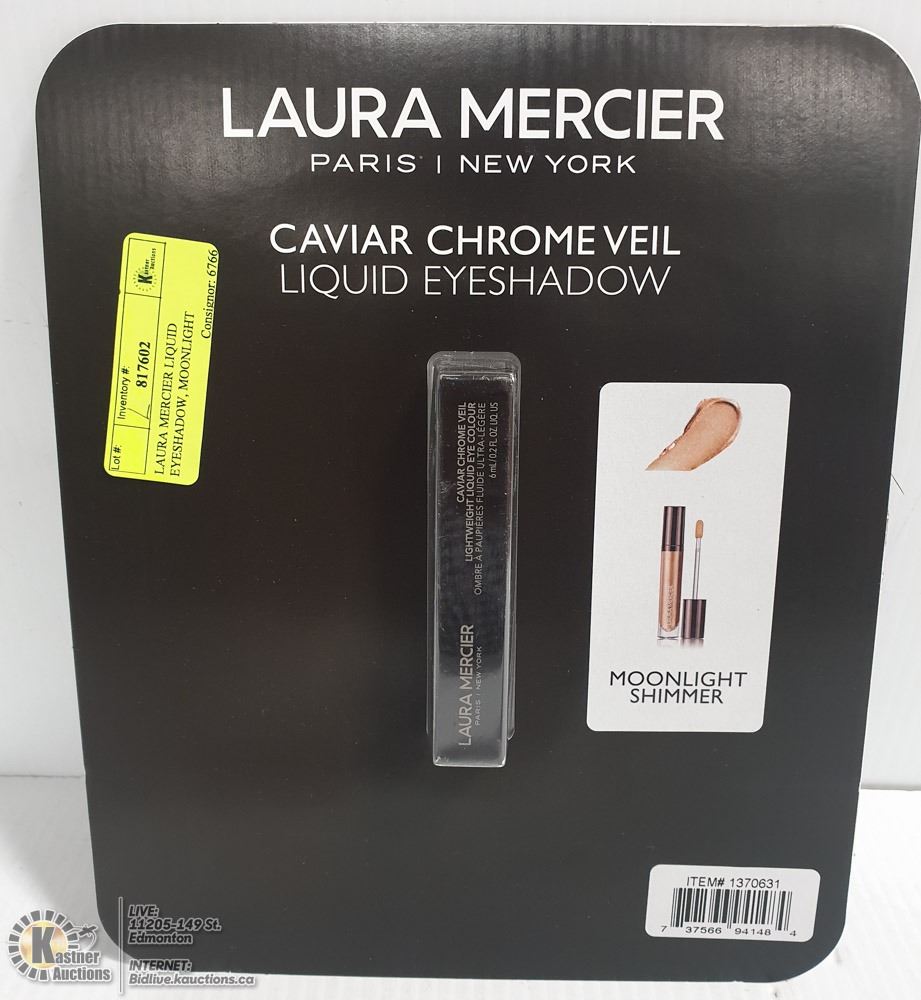 LAURA MERCIER
PARIS | NEW YORK
CAVIAR CHROME VEIL
LIQUID EYESHADOW
Lot #:
Inventory #:
817602
Kastner
Auctions
LAURA MERCIER LIQUID
EYESHADOW, MOONLIGHT
Consignor: 6766
CAVIAR CHROME VEIL
LIGHTWEIGHT LIQUID EYE COLOUR
OMBRE À PAUPIÈRES FLUIDE ULTRA-LÉGÈRE
6 mL/0.2 FL. OZ. LIQ. US
LAURA MERCIER
PARIS | NEW YORK
MOONLIGHT
SHIMMER
ITEM# 1370631
7 37566 94148 4
Kastner
Auctions
LIVE:
11205-149 St.
Edmonton
INTERNET:
Bidlive.kauctions.ca